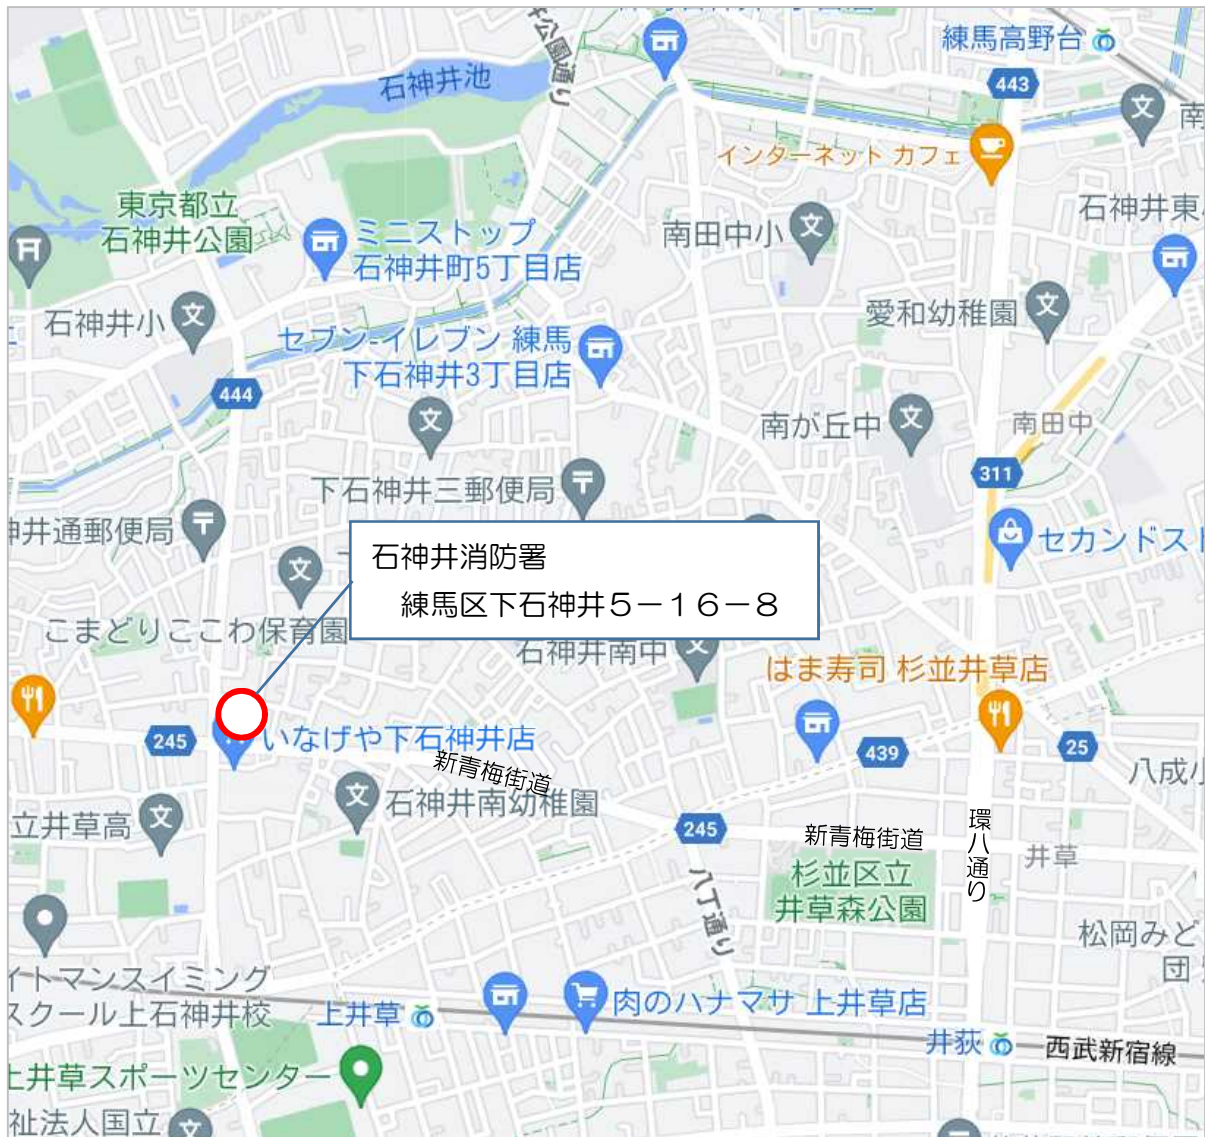 練馬高野台
443
石神井池
南
インターネット カフェ
東京都立
石神井公園
ミニストップ
石神井町5丁目店
南田中小
石神井東
石神井小
愛和幼稚園
セブン-イレブン 練馬
下石神井3丁目店
444
南が丘中
南田中
311
下石神井三郵便局
神井通郵便局
セカンドスト
石神井消防署
練馬区下石神井5-16-8
こまどりここわ保育園
石神井南中
はま寿司 杉並井草店
245
いなげや下石神井店
新青梅街道
439
25
八成小
石神井南幼稚園
立井草高
245
新青梅街道
環八通り
井草
杉並区立
井草森公園
八丁通り
松岡みど
団
イトマンスイミング
スクール上石神井校
上井草
肉のハナマサ 上井草店
井荻
西武新宿線
上井草スポーツセンター
祉法人国立